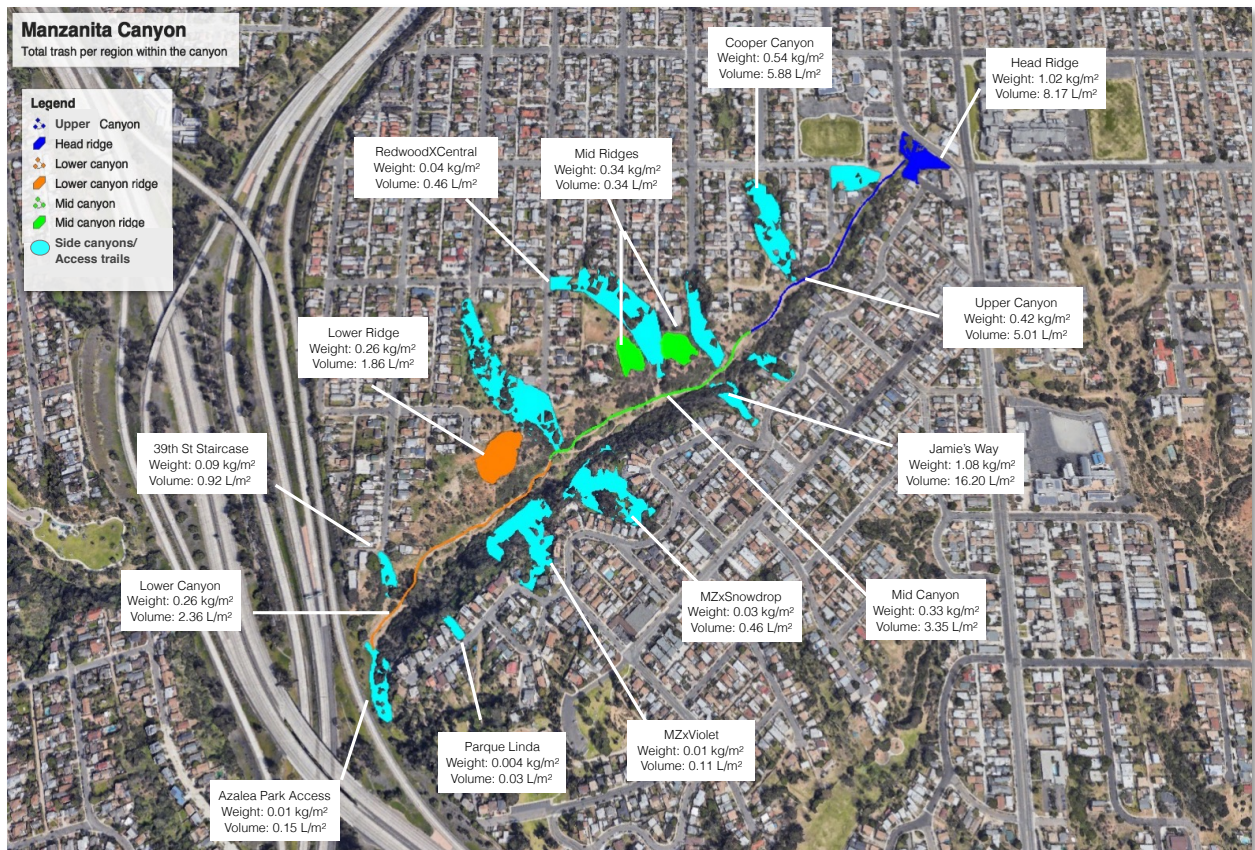 Manzanita Canyon
Total trash per region within the canyon
Legend
Upper Canyon
Head ridge
Lower canyon
Lower canyon ridge
Mid canyon
Mid canyon ridge
Side canyons/
Access trails
Cooper Canyon
Weight: 0.54 kg/m²
Volume: 5.88 L/m²
Head Ridge
Weight: 1.02 kg/m²
Volume: 8.17 L/m²
RedwoodXCentral
Weight: 0.04 kg/m²
Volume: 0.46 L/m²
Mid Ridges
Weight: 0.34 kg/m²
Volume: 0.34 L/m²
Upper Canyon
Weight: 0.42 kg/m²
Volume: 5.01 L/m²
Lower Ridge
Weight: 0.26 kg/m²
Volume: 1.86 L/m²
39th St Staircase
Weight: 0.09 kg/m²
Volume: 0.92 L/m²
Jamie's Way
Weight: 1.08 kg/m²
Volume: 16.20 L/m²
Lower Canyon
Weight: 0.26 kg/m²
Volume: 2.36 L/m²
MZxSnowdrop
Weight: 0.03 kg/m²
Volume: 0.46 L/m²
Mid Canyon
Weight: 0.33 kg/m²
Volume: 3.35 L/m²
Parque Linda
Weight: 0.004 kg/m²
Volume: 0.03 L/m²
MZxViolet
Weight: 0.01 kg/m²
Volume: 0.11 L/m²
Azalea Park Access
Weight: 0.01 kg/m²
Volume: 0.15 L/m²